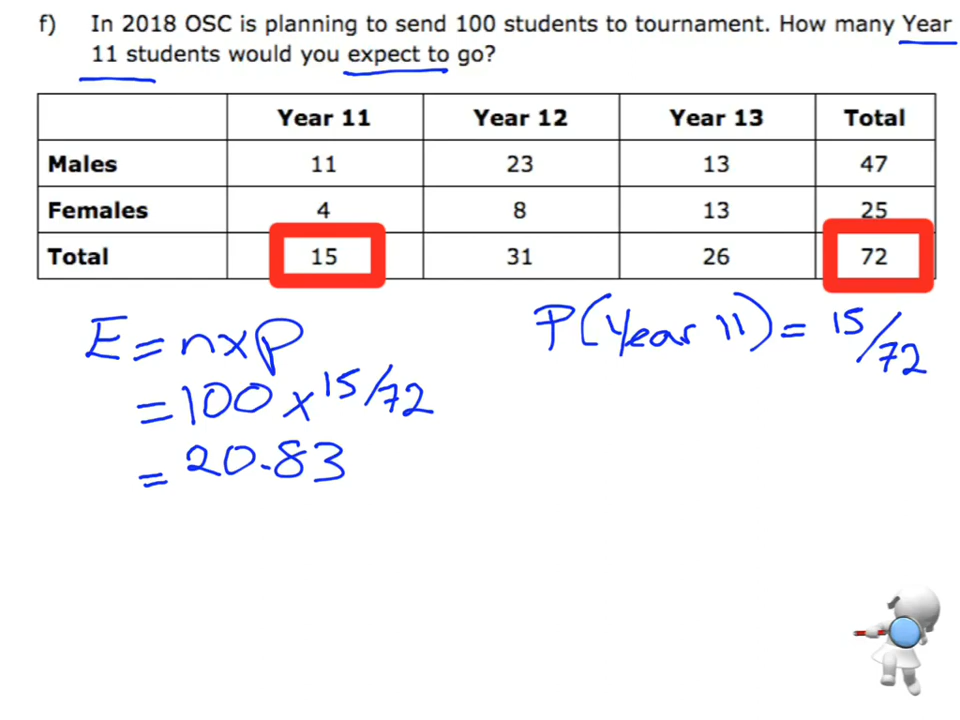 f) In 2018 OSC is planning to send 100 students to tournament. How many Year
11 students would you expect to go?
Year 11 Year 12 Year 13 Total
Males 11 23 13 47
Females 4 8 13 25
Total 15 31 26 72
E = n x p
= 100 x 15/72
= 20.83
P(Year 11) = 15/72